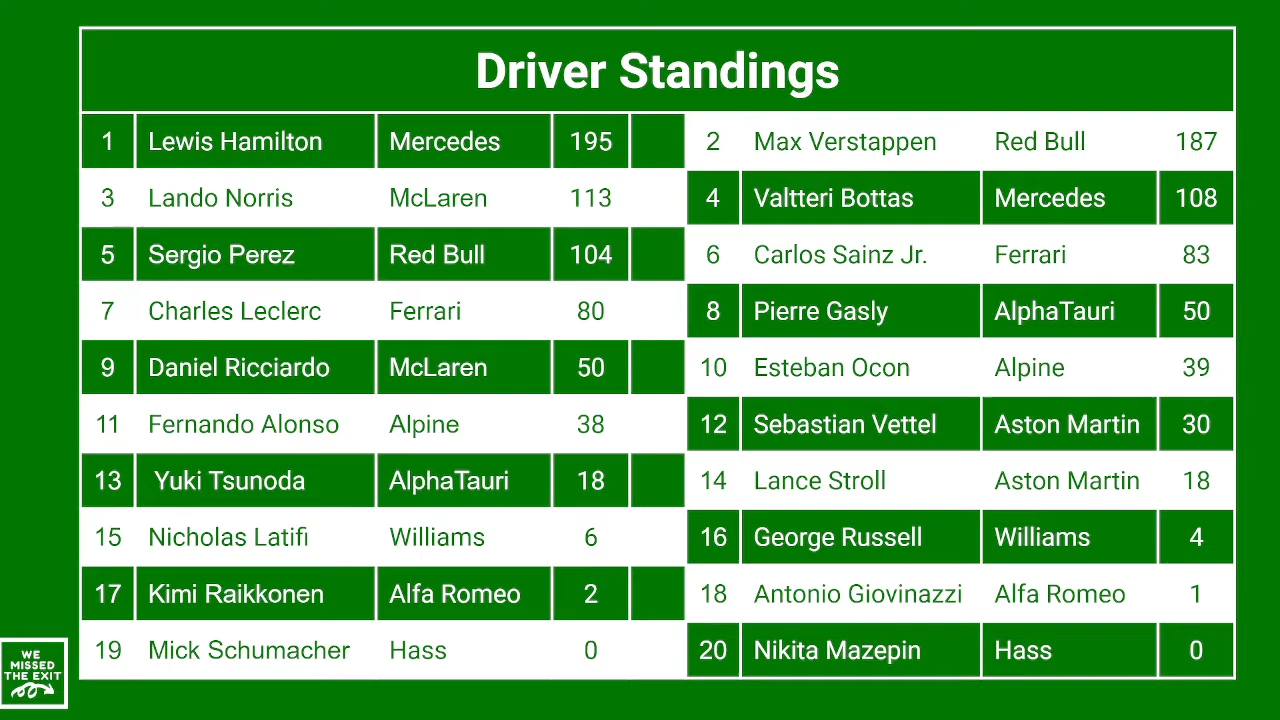 Driver Standings
1 Lewis Hamilton Mercedes 195 2 Max Verstappen Red Bull 187
3 Lando Norris McLaren 113 4 Valtteri Bottas Mercedes 108
5 Sergio Perez Red Bull 104 6 Carlos Sainz Jr. Ferrari 83
7 Charles Leclerc Ferrari 80 8 Pierre Gasly AlphaTauri 50
9 Daniel Ricciardo McLaren 50 10 Esteban Ocon Alpine 39
11 Fernando Alonso Alpine 38 12 Sebastian Vettel Aston Martin 30
13 Yuki Tsunoda AlphaTauri 18 14 Lance Stroll Aston Martin 18
15 Nicholas Latifi Williams 6 16 George Russell Williams 4
17 Kimi Raikkonen Alfa Romeo 2 18 Antonio Giovinazzi Alfa Romeo 1
19 Mick Schumacher Hass 0 20 Nikita Mazepin Hass 0
WE
MISSED
THE EXIT